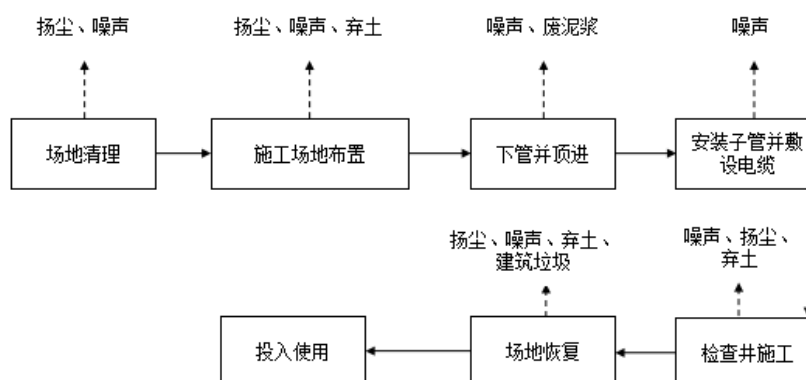 扬尘、噪声
扬尘、噪声、弃土
噪声、废泥浆
噪声
场地清理
施工场地布置
下管并顶进
安装子管并敷
设电缆
扬尘、噪声、弃土、
建筑垃圾
噪声、扬尘、
弃土
投入使用
场地恢复
检查井施工